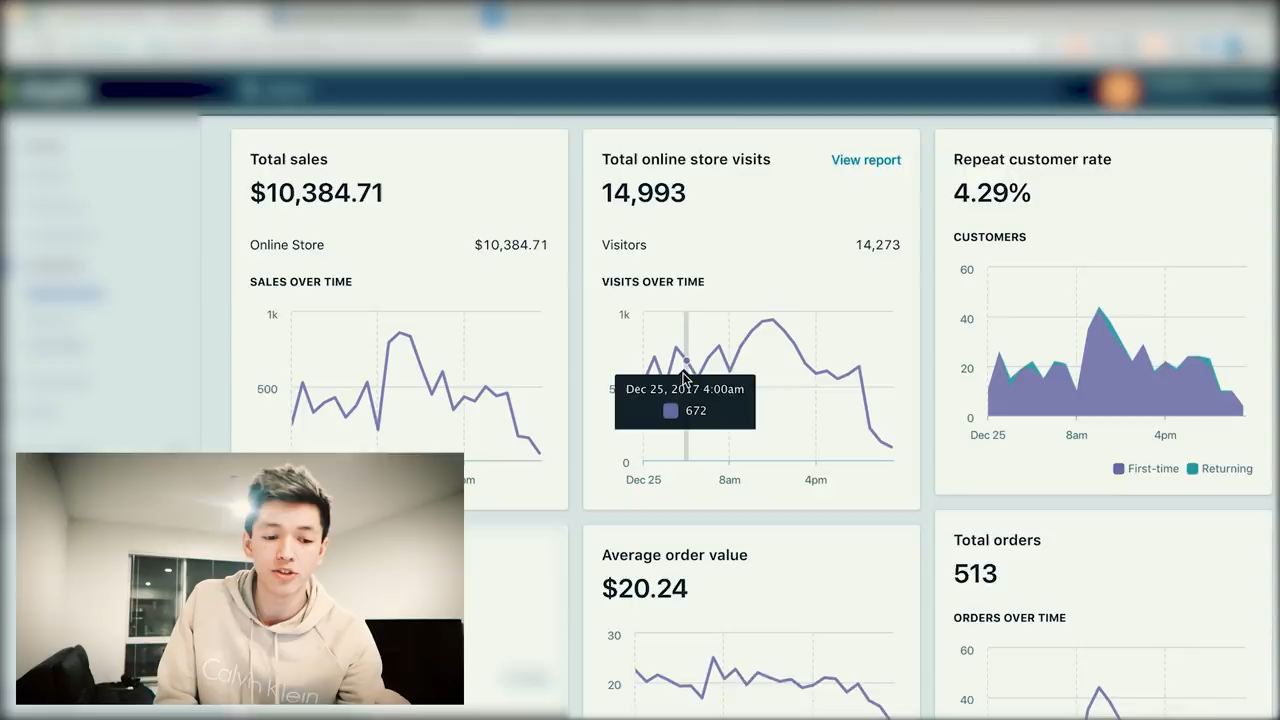 Total sales
$10,384.71
Online Store $10,384.71
SALES OVER TIME
1k
500
pm
Total online store visits View report
14,993
Visitors 14,273
VISITS OVER TIME
1k
5
0
Dec 25, 2017 4:00am
672
Dec 25 8am 4pm
Repeat customer rate
4.29%
CUSTOMERS
60
40
20
0
Dec 25 8am 4pm
First-time Returning
Average order value
$20.24
30
20
Total orders
513
ORDERS OVER TIME
60
40
Calvin Klein